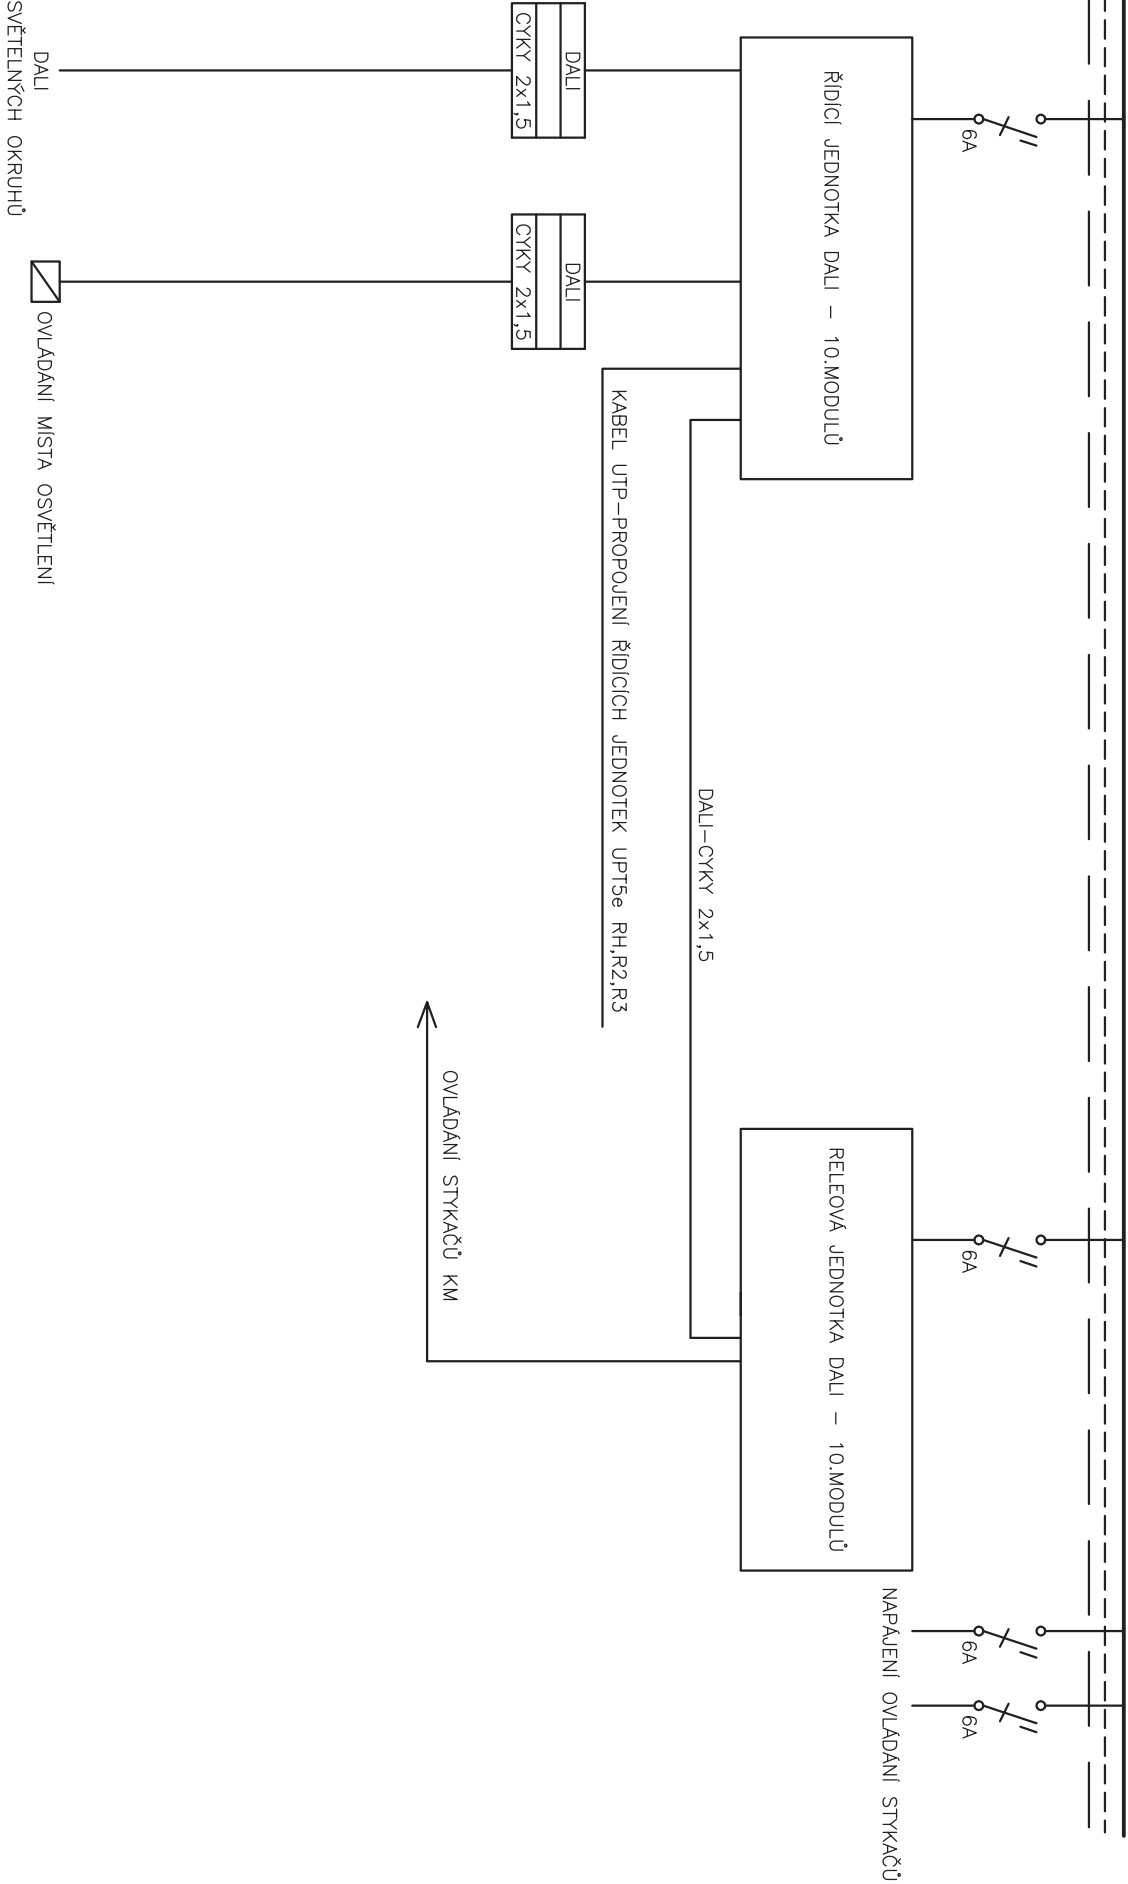 6A
6A
6A
6A
NAPÁJENÍ OVLÁDÁNÍ STYKAČŮ
ŘÍDÍCÍ JEDNOTKA DALI – 10.MODULŮ
RELEOVÁ JEDNOTKA DALI – 10.MODULŮ
DALI–CYKY 2x1,5
KABEL UTP–PROPOJENÍ ŘÍDÍCÍCH JEDNOTEK UPT5e RH,R2,R3
DALI
CYKY 2x1,5
DALI
CYKY 2x1,5
OVLÁDÁNÍ STYKAČŮ KM
DALI
SVĚTELNÝCH OKRUHŮ
OVLÁDÁNÍ MÍSTA OSVĚTLENÍ